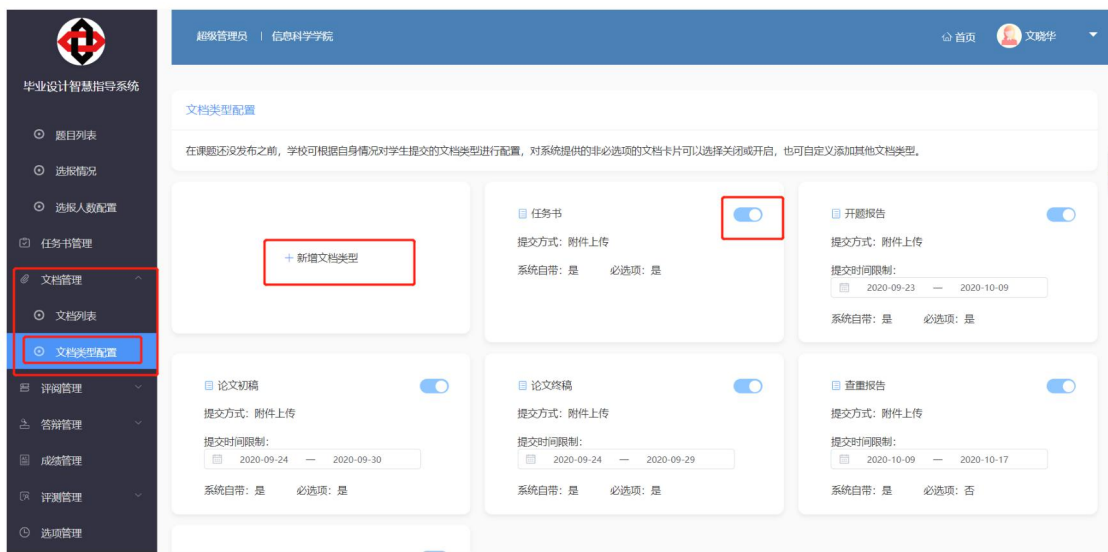 超级管理员 | 信息科学学院
首页
文晓华
毕业设计智慧指导系统
题目列表
选报情况
选报人数配置
任务书管理
文档管理
文档列表
文档类型配置
评阅管理
答辩管理
成绩管理
评测管理
选项管理
文档类型配置
在课题还没发布之前，学校可根据自身情况对学生提交的文档类型进行配置，对系统提供的非必选项的文档卡片可以选择关闭或开启，也可自定义添加其他文档类型。
+ 新增文档类型
任务书
提交方式：附件上传
系统自带：是 必选项：是
开题报告
提交方式：附件上传
提交时间限制：
2020-09-23 — 2020-10-09
系统自带：是 必选项：是
论文初稿
提交方式：附件上传
提交时间限制：
2020-09-24 — 2020-09-30
系统自带：是 必选项：是
论文终稿
提交方式：附件上传
提交时间限制：
2020-09-24 — 2020-09-29
系统自带：是 必选项：是
查重报告
提交方式：附件上传
提交时间限制：
2020-10-09 — 2020-10-17
系统自带：是 必选项：否